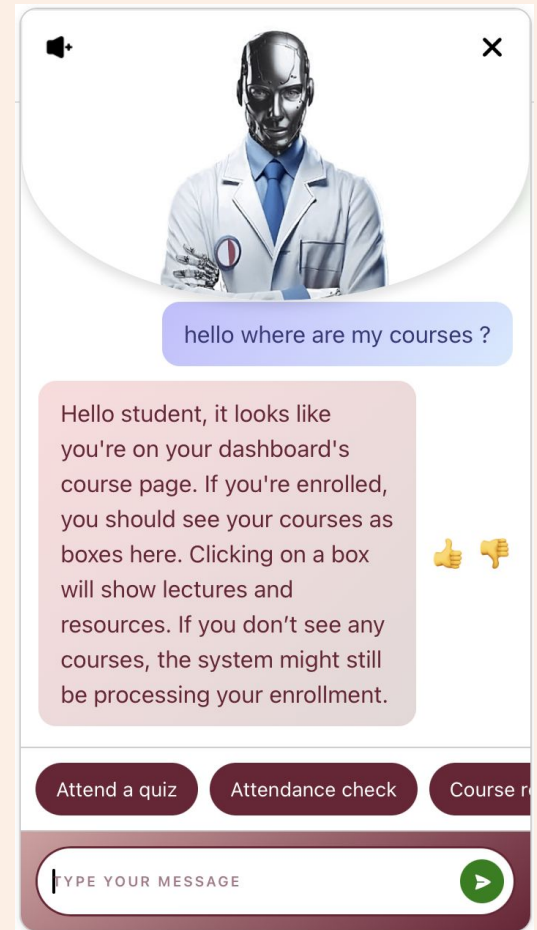 hello where are my courses ?
Hello student, it looks like
you're on your dashboard's
course page. If you're enrolled,
you should see your courses as
boxes here. Clicking on a box
will show lectures and
resources. If you don’t see any
courses, the system might still
be processing your enrollment.
Attend a quiz Attendance check Course
TYPE YOUR MESSAGE